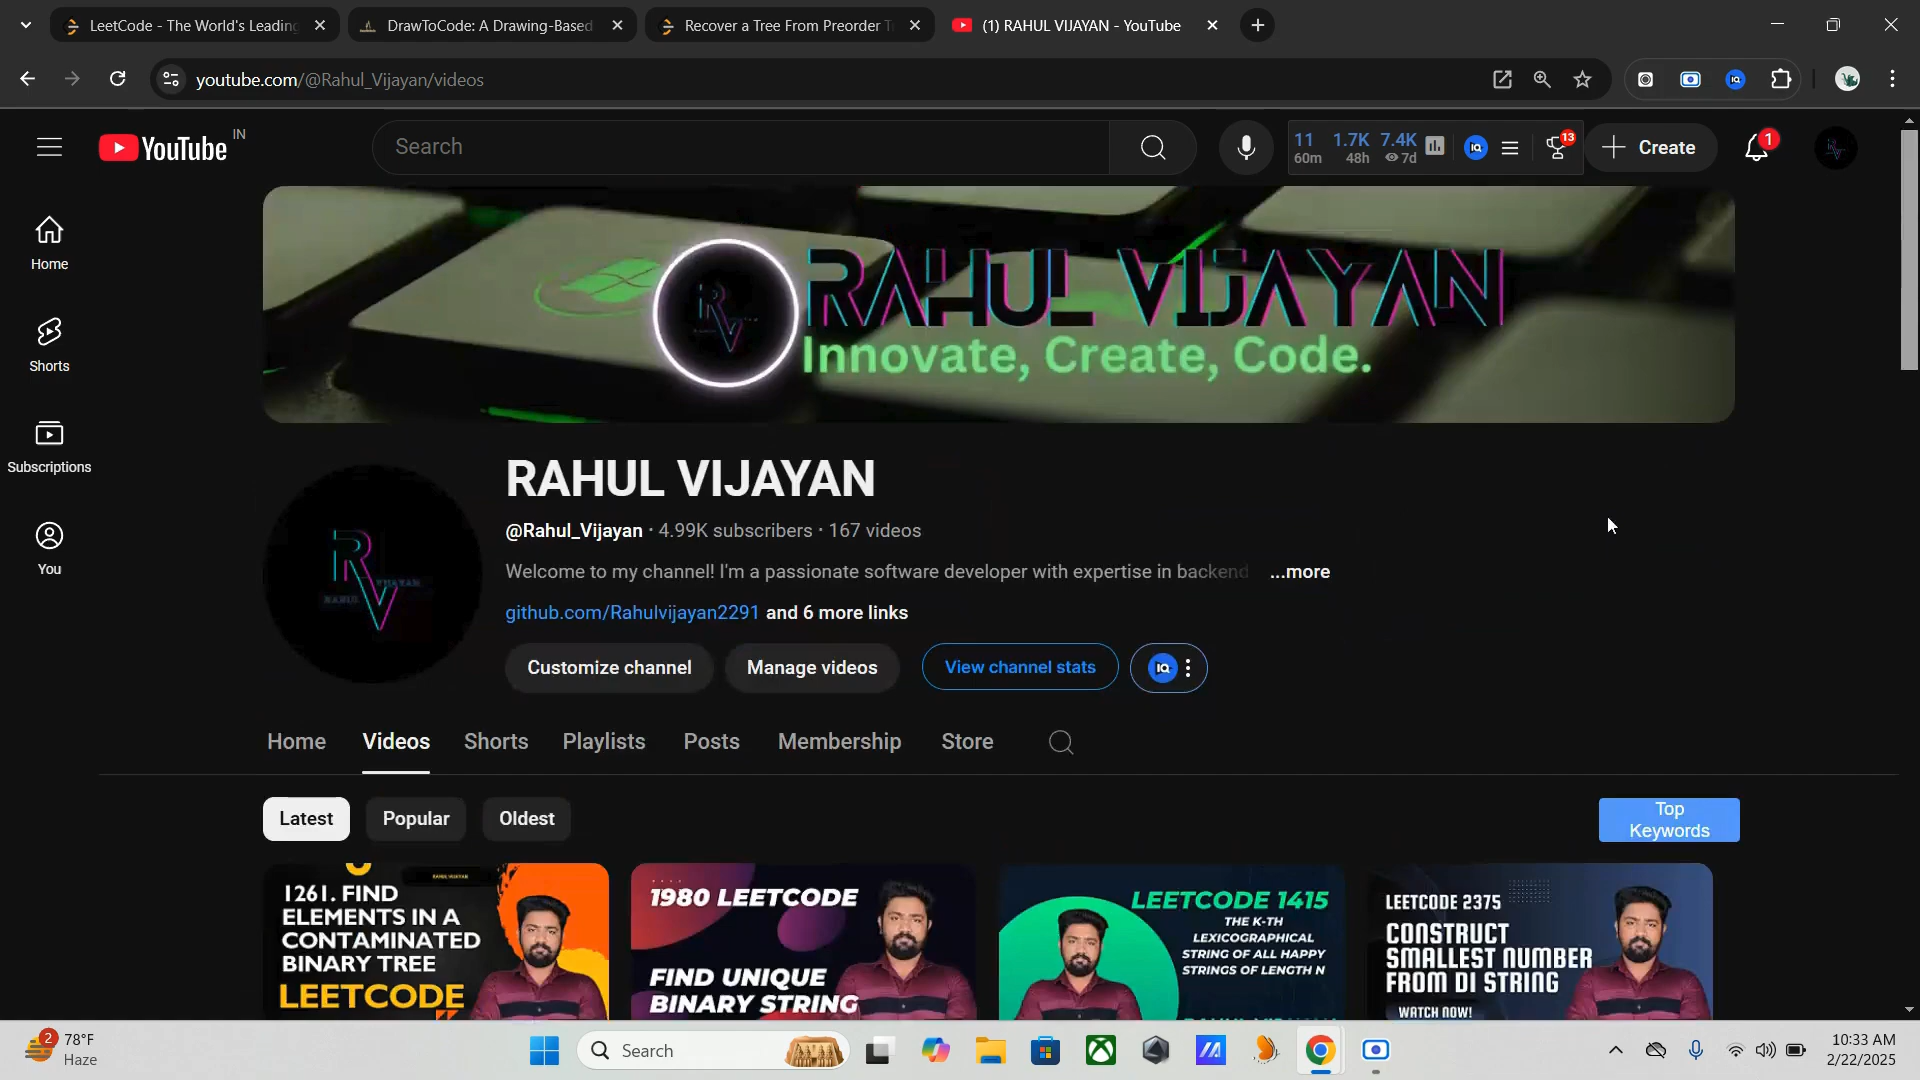 LeetCode - The World's Leading
DrawToCode: A Drawing-Based
Recover a Tree From Preorder T
(1) RAHUL VIJAYAN - YouTube
youtube.com/@Rahul_Vijayan/videos
YouTube IN
Search
11 1.7K 7.4K
60m 48h 7d
IQ
13
Create
1
Home
Shorts
Subscriptions
You
RAHUL VIJAYAN
Innovate, Create, Code.
RAHUL VIJAYAN
@Rahul_Vijayan · 4.99K subscribers · 167 videos
Welcome to my channel! I'm a passionate software developer with expertise in backend ...more
github.com/Rahulvijayan2291 and 6 more links
Customize channel
Manage videos
View channel stats
IQ
Home Videos Shorts Playlists Posts Membership Store
Latest Popular Oldest
Top
Keywords
RAHUL VIJAYAN
1261. FIND
ELEMENTS IN A
CONTAMINATED
BINARY TREE
LEETCODE
1980 LEETCODE
FIND UNIQUE
BINARY STRING
LEETCODE 1415
THE K-TH
LEXICOGRAPHICAL
STRING OF ALL HAPPY
STRINGS OF LENGTH N
LEETCODE 2375
CONSTRUCT
SMALLEST NUMBER
FROM DI STRING
WATCH NOW!
2
78°F
Haze
Search
10:33 AM
2/22/2025